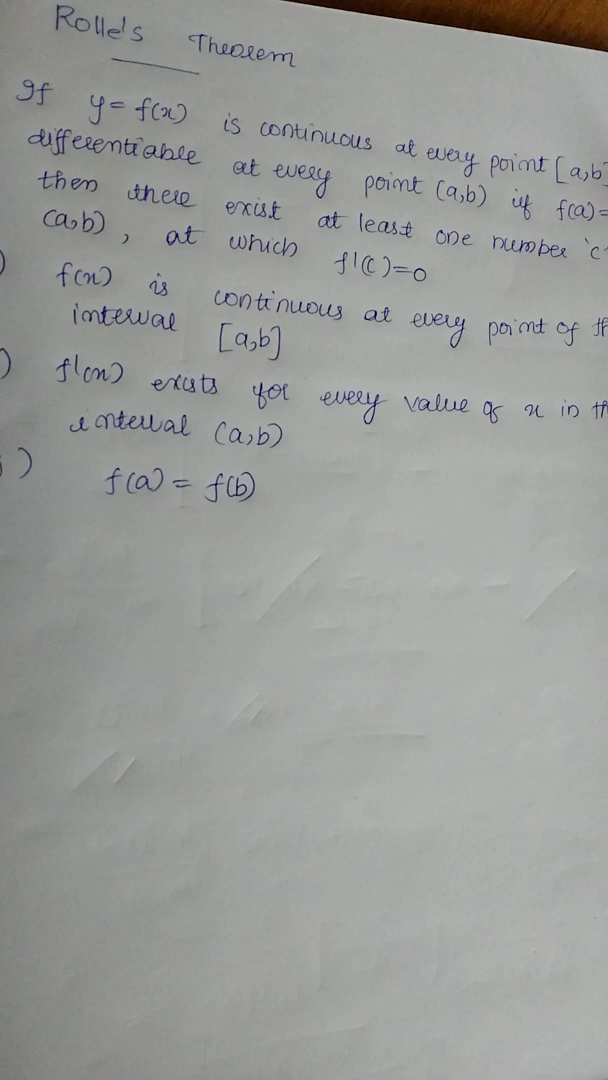 Rolle's Theorem
If y = f(x) is continuous at every point [a,b]
differentiable at every point (a,b) if f(a)=
then there exist at least one number 'c'
(a,b), at which f'(c)=0
) f(x) is continuous at every point of th
interval [a,b]
) f'(x) exists for every value of x in th
interval (a,b)
) f(a) = f(b)